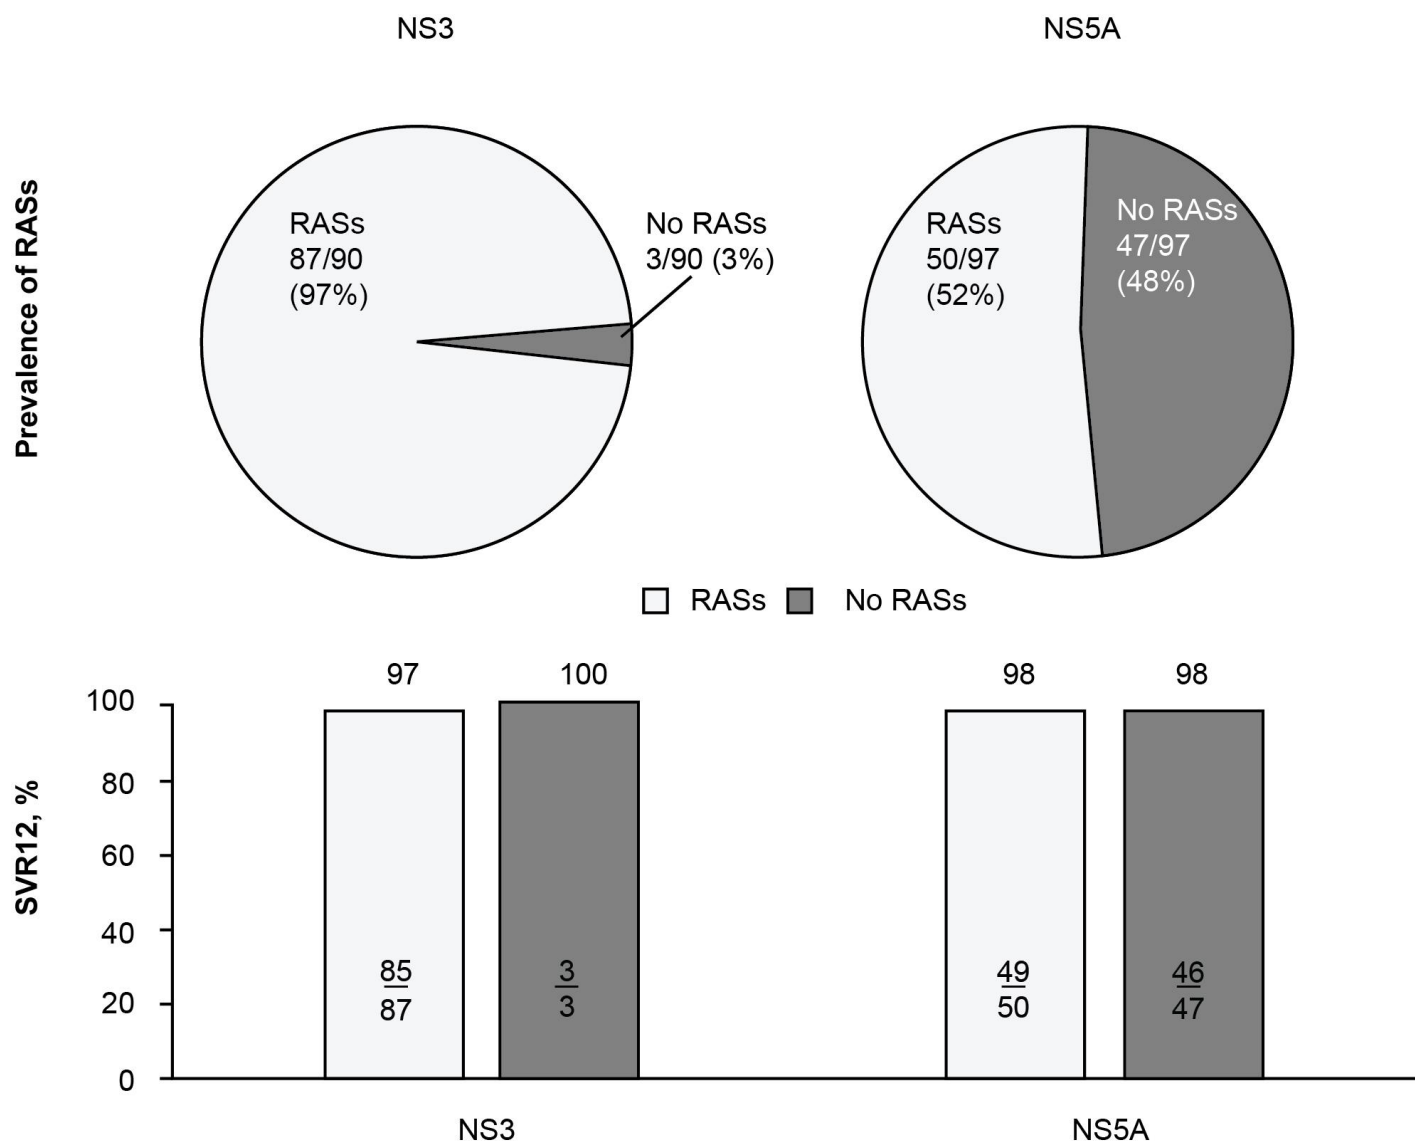 NS3
NS5A
Prevalence of RASs
RASs
87/90
(97%)
No RASs
3/90 (3%)
RASs
50/97
(52%)
No RASs
47/97
(48%)
RASs
No RASs
SVR12, %
100
80
60
40
20
0
97
100
98
98
85
87
3
3
49
50
46
47
NS3
NS5A